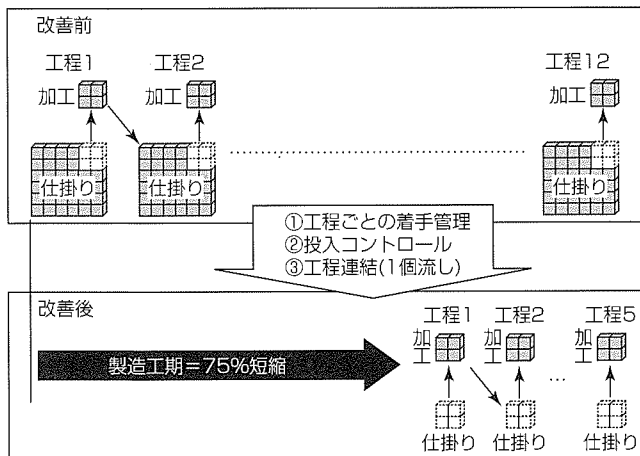 改善前
工程1 工程2 工程12
加工 加工 加工
仕掛り 仕掛り 仕掛り
①工程ごとの着手管理
②投入コントロール
③工程連結(1個流し)
改善後
工程1 工程2 工程5
加工 加工 加工
製造工期=75%短縮
…
仕掛り 仕掛り 仕掛り